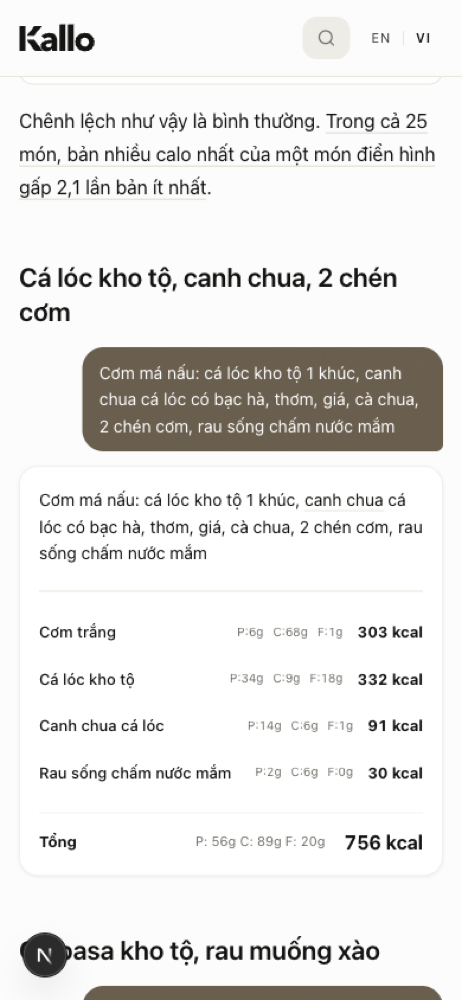 Kallo
EN
VI
Chênh lệch như vậy là bình thường. Trong cả 25
món, bản nhiều calo nhất của một món điển hình
gấp 2,1 lần bản ít nhất.
Cá lóc kho tộ, canh chua, 2 chén
cơm
Cơm má nấu: cá lóc kho tộ 1 khúc, canh
chua cá lóc có bạc hà, thơm, giá, cà chua,
2 chén cơm, rau sống chấm nước mắm
Cơm má nấu: cá lóc kho tộ 1 khúc, canh chua cá
lóc có bạc hà, thơm, giá, cà chua, 2 chén cơm, rau
sống chấm nước mắm
Cơm trắng P:6g C:68g F:1g 303 kcal
Cá lóc kho tộ P:34g C:9g F:18g 332 kcal
Canh chua cá lóc P:14g C:6g F:1g 91 kcal
Rau sống chấm nước mắm P:2g C:6g F:0g 30 kcal
Tổng P: 56g C: 89g F: 20g 756 kcal
basa kho tộ, rau muống xào
N